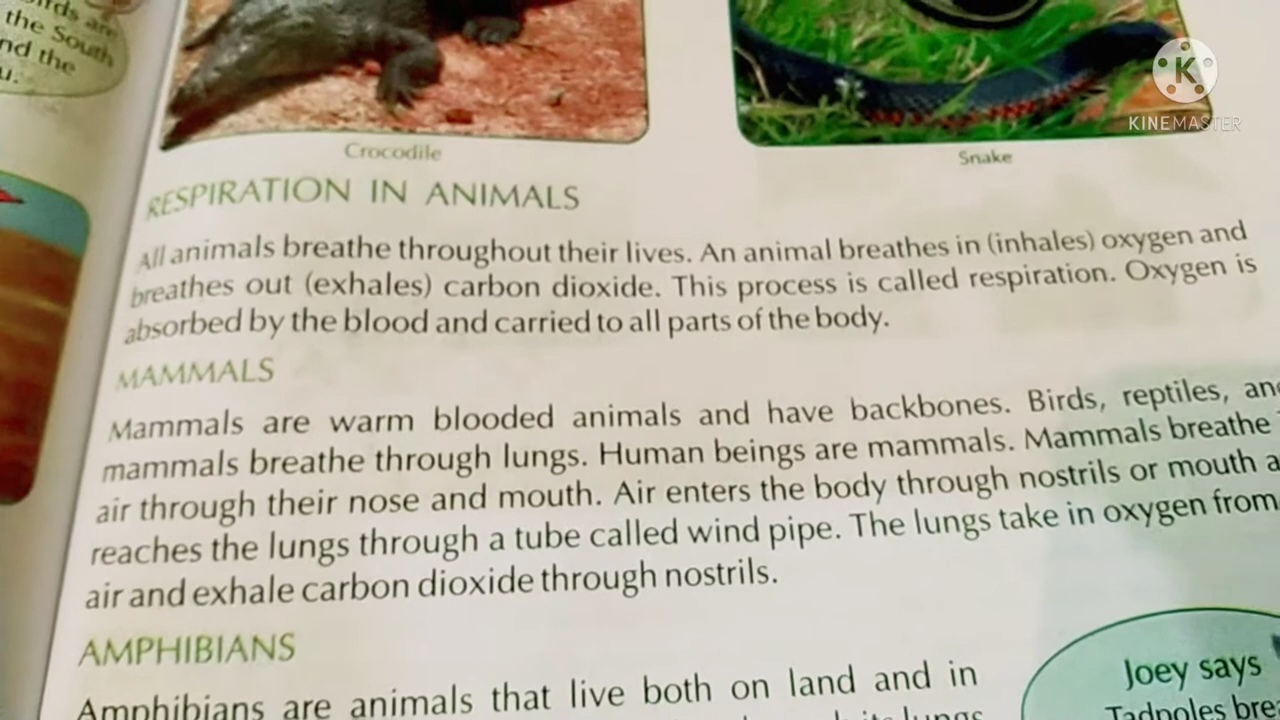 the South
nd the
u.
KINEMASTER
Crocodile
Snake
RESPIRATION IN ANIMALS
All animals breathe throughout their lives. An animal breathes in (inhales) oxygen and
breathes out (exhales) carbon dioxide. This process is called respiration. Oxygen is
absorbed by the blood and carried to all parts of the body.
MAMMALS
Mammals are warm blooded animals and have backbones. Birds, reptiles, and
mammals breathe through lungs. Human beings are mammals. Mammals breathe
air through their nose and mouth. Air enters the body through nostrils or mouth a
reaches the lungs through a tube called wind pipe. The lungs take in oxygen from
air and exhale carbon dioxide through nostrils.
AMPHIBIANS
Amphibians are animals that live both on land and in
lungs
Joey says
Tadpoles brea